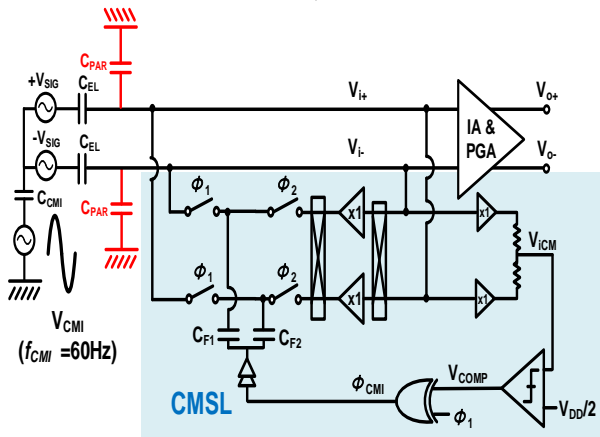 C_PAR
C_EL
+V_SIG
V_i+
V_o+
IA &
PGA
-V_SIG
C_EL
V_i-
V_o-
C_CMI
C_PAR
ϕ_1
ϕ_2
x1
x1
V_iCM
ϕ_1
ϕ_2
x1
x1
V_CMI
(f_CMI =60Hz)
C_F1
C_F2
ϕ_CMI
V_COMP
V_DD/2
CMSL
ϕ_1